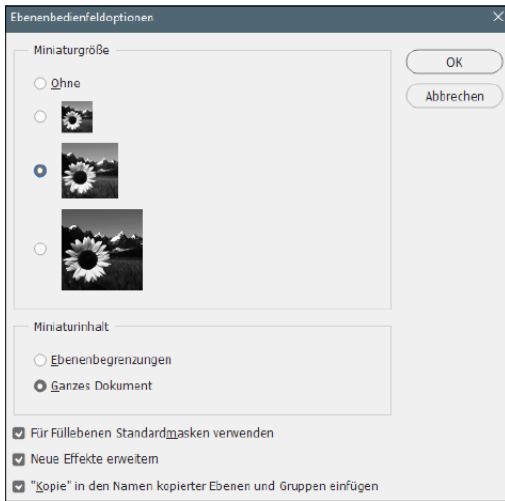 Ebenenbedienfeldoptionen
Miniaturgröße
OK
Ohne
Abbrechen
Miniaturinhalt
Ebenenbegrenzungen
Ganzes Dokument
Für Füllebenen Standardmasken verwenden
Neue Effekte erweitern
"Kopie" in den Namen kopierter Ebenen und Gruppen einfügen